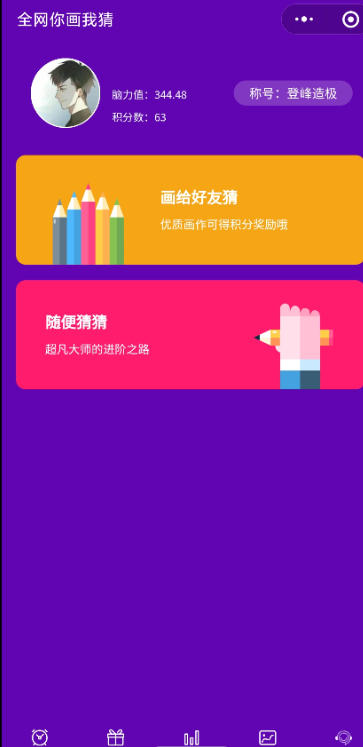 全网你画我猜
脑力值：344.48
称号：登峰造极
积分数：63
画给好友猜
优质画作可得积分奖励哦
随便猜猜
超凡大师的进阶之路